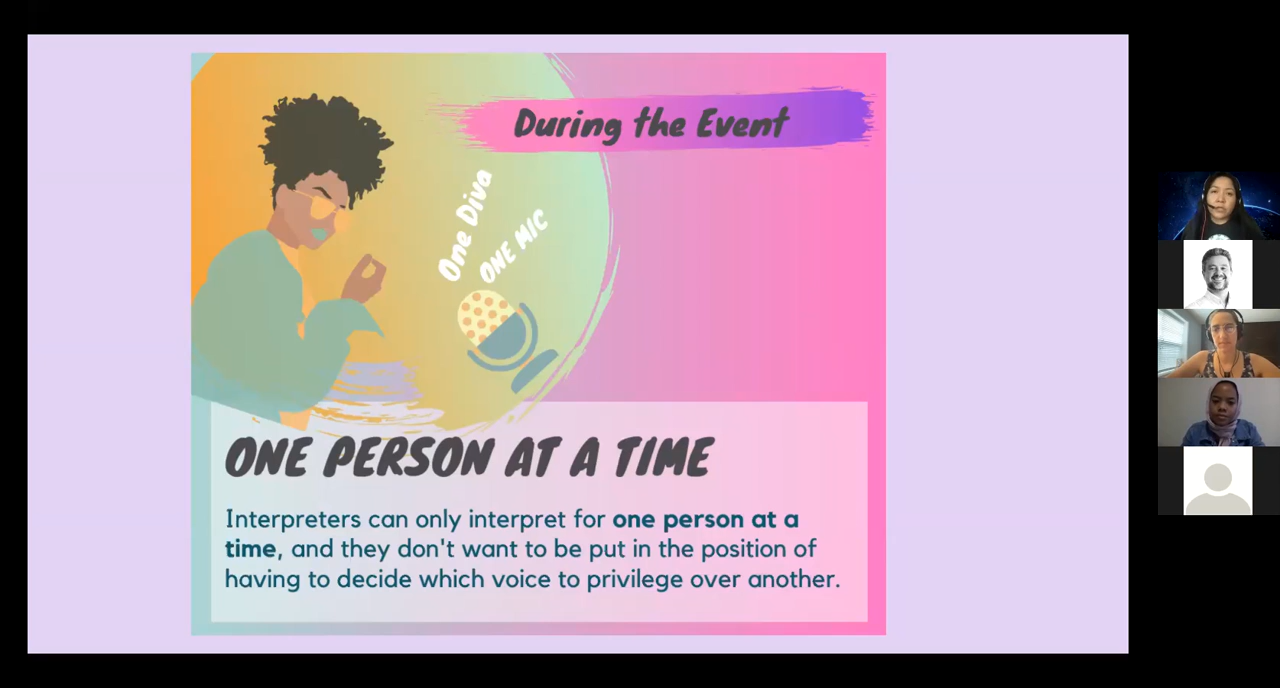 During the Event
One Diva
ONE MIC
ONE PERSON AT A TIME
Interpreters can only interpret for one person at a
time, and they don't want to be put in the position of
having to decide which voice to privilege over another.